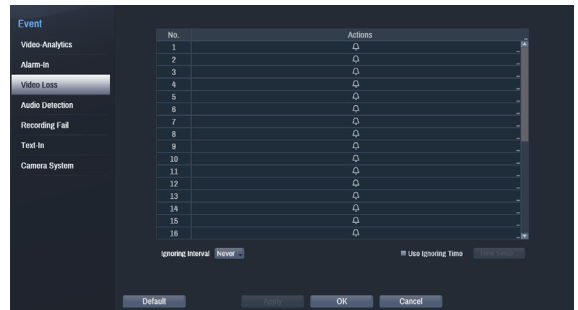 Event
Video-Analytics
Alarm-In
Video Loss
Audio Detection
Recording Fail
Text-In
Camera System
No. Actions
1
2
3
4
5
6
7
8
9
10
11
12
13
14
15
16
Ignoring Interval Never
Use Ignoring Time
Default Apply OK Cancel